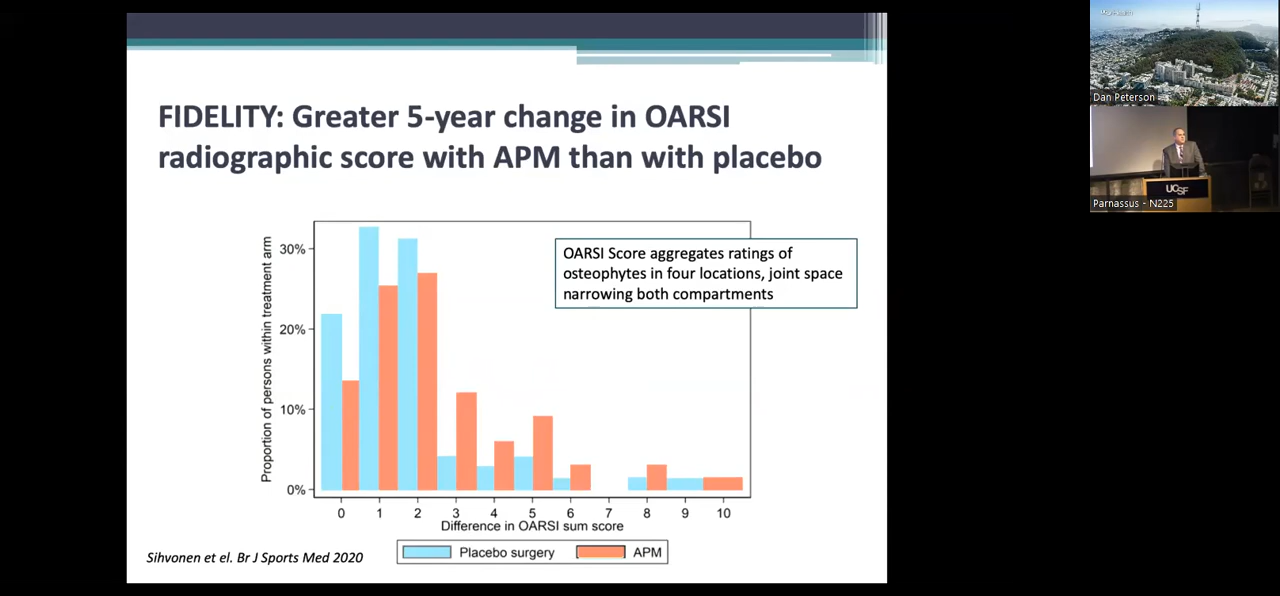 FIDELITY: Greater 5-year change in OARSI
radiographic score with APM than with placebo
Proportion of persons within treatment arm
30%
20%
10%
0%
OARSI Score aggregates ratings of
osteophytes in four locations, joint space
narrowing both compartments
0 1 2 3 4 5 6 7 8 9 10
Difference in OARSI sum score
Placebo surgery APM
Sihvonen et el. Br J Sports Med 2020
Dan Peterson
UCSF
Parnassus - N225